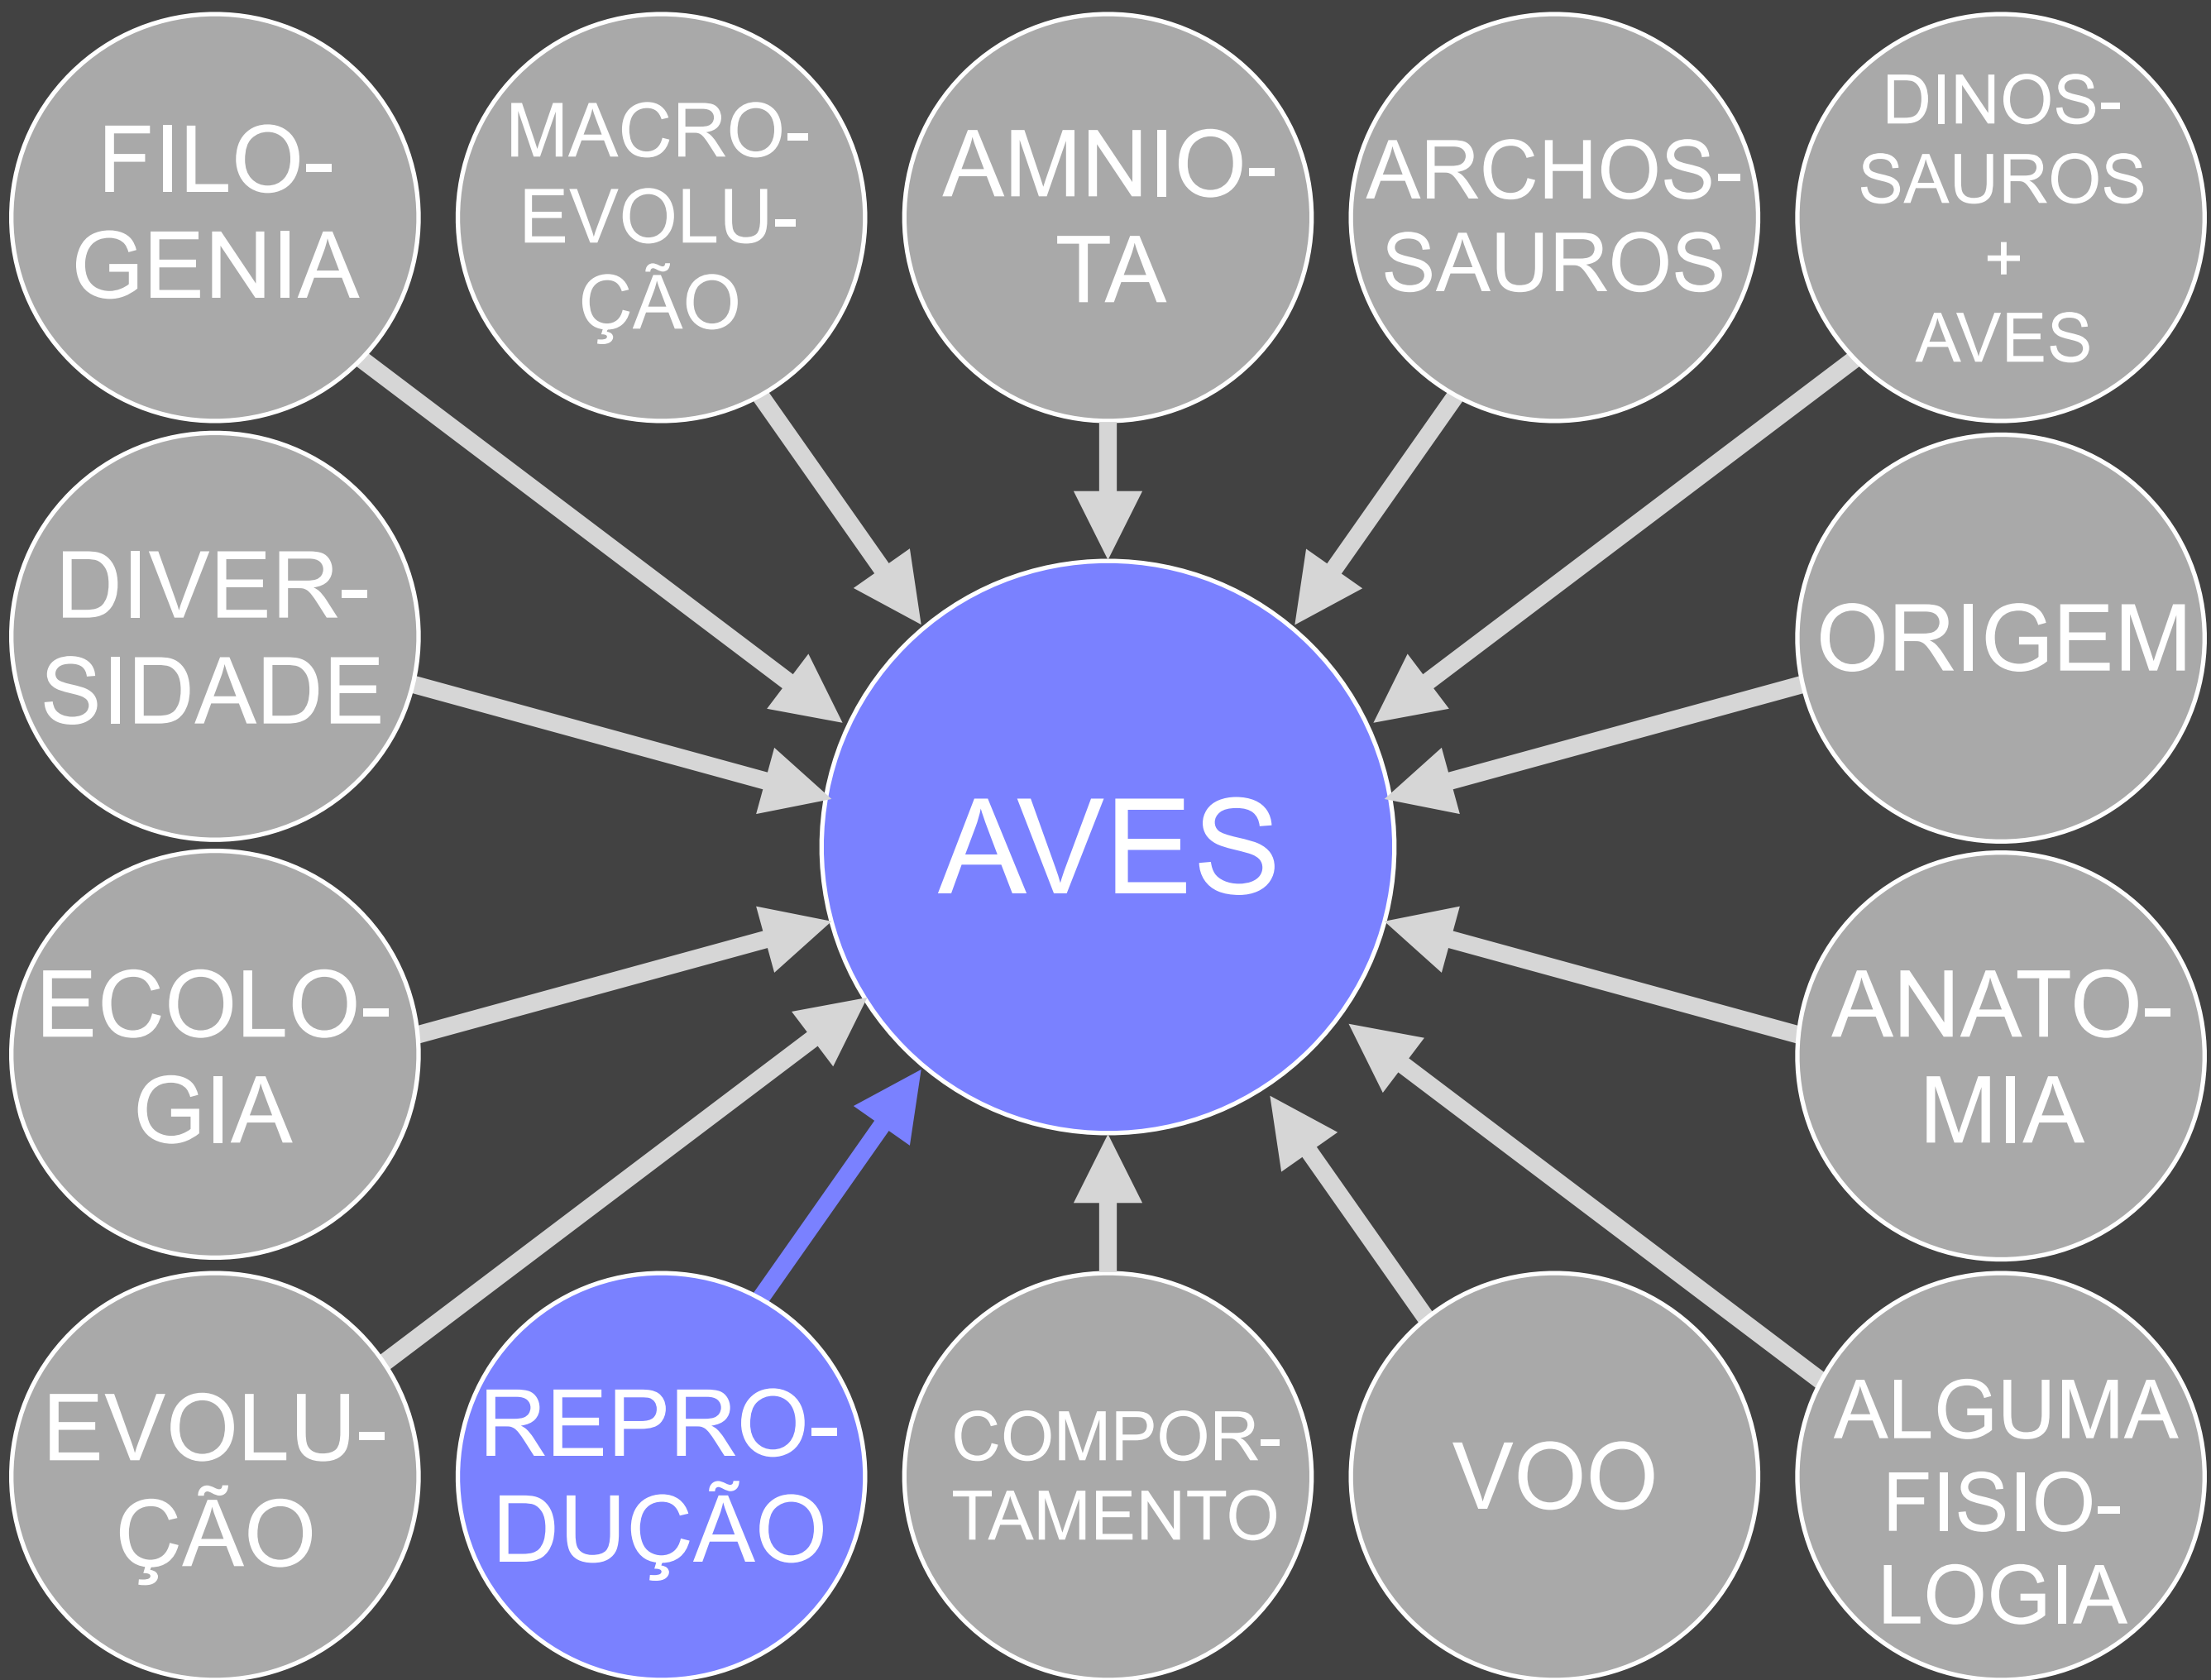 FILO-
GENIA
MACRO-
EVOLU-
ÇÃO
AMNIO-
TA
ARCHOS-
SAUROS
DINOS-
SAUROS
+
AVES
DIVER-
SIDADE
ORIGEM
AVES
ECOLO-
GIA
ANATO-
MIA
EVOLU-
ÇÃO
REPRO-
DUÇÃO
COMPOR-
TAMENTO
VOO
ALGUMA
FISIO-
LOGIA